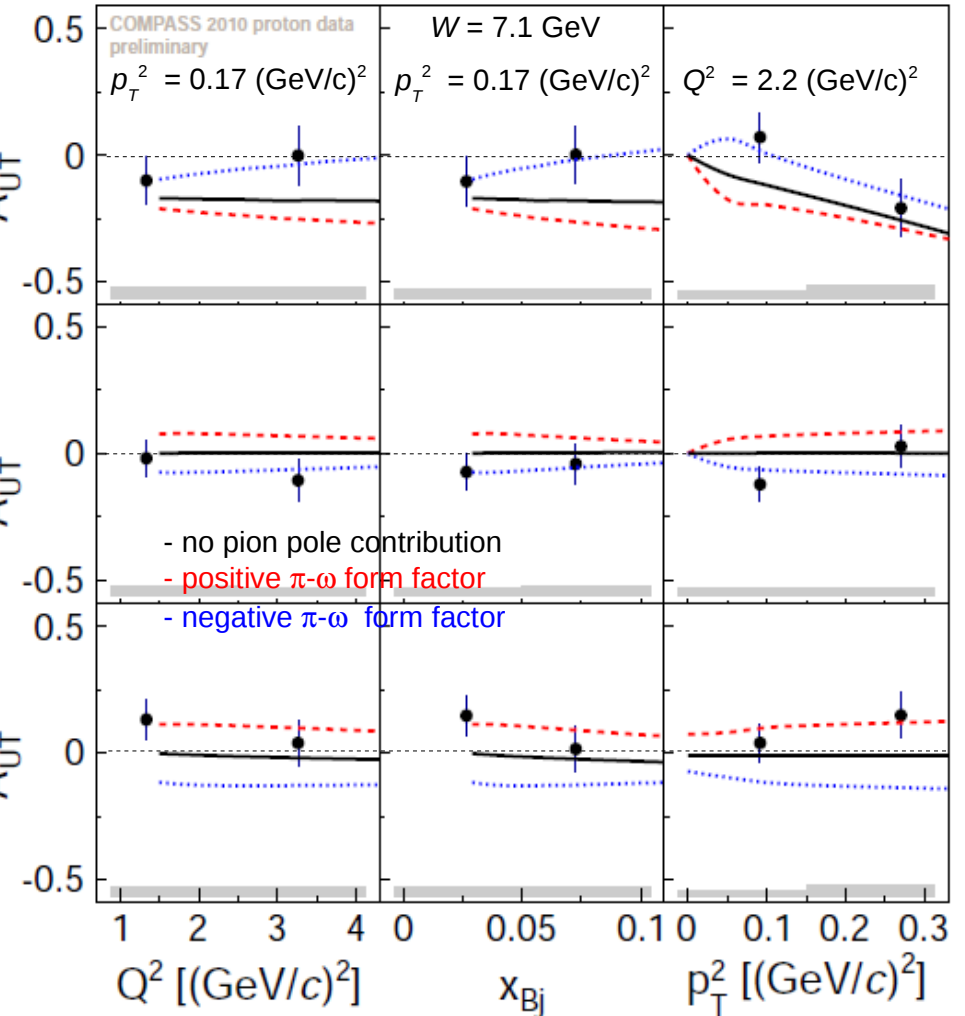 COMPASS 2010 proton data
preliminary
W = 7.1 GeV
p_T^2 = 0.17 (GeV/c)^2
p_T^2 = 0.17 (GeV/c)^2
Q^2 = 2.2 (GeV/c)^2
0.5
0
-0.5
0.5
0
-0.5
- no pion pole contribution
- positive π-ω form factor
- negative π-ω form factor
0.5
0
-0.5
1 2 3 4
0 0.05 0.1
0 0.1 0.2 0.3
Q^2 [(GeV/c)^2]
x_Bj
p_T^2 [(GeV/c)^2]